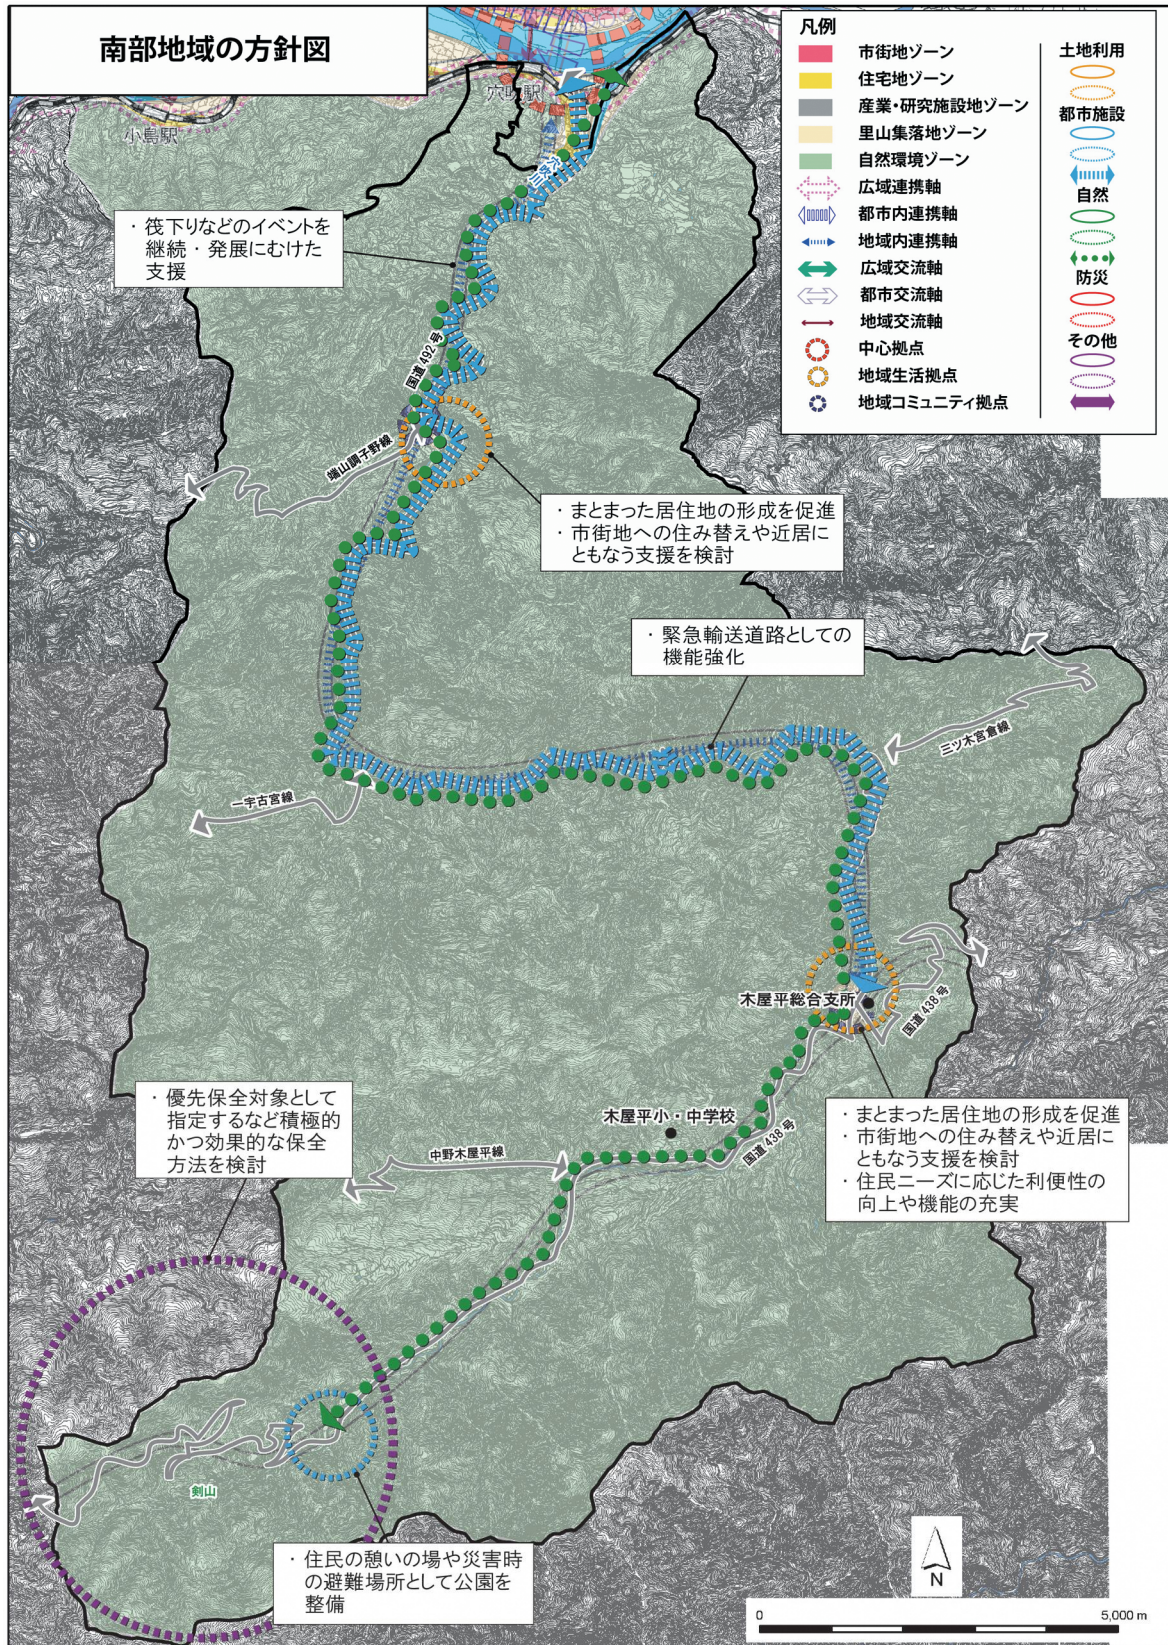 南部地域の方針図
凡例
市街地ゾーン
住宅地ゾーン
産業・研究施設地ゾーン
里山集落地ゾーン
自然環境ゾーン
広域連携軸
都市内連携軸
地域内連携軸
広域交流軸
都市交流軸
地域交流軸
中心拠点
地域生活拠点
地域コミュニティ拠点
土地利用
都市施設
自然
防災
その他
小島駅
・筏下りなどのイベントを
継続・発展にむけた
支援
国道492号
端山調子野線
・まとまった居住地の形成を促進
・市街地への住み替えや近居に
ともなう支援を検討
・緊急輸送道路としての
機能強化
三ツ木宮倉線
一宇古宮線
木屋平総合支所
国道438号
・優先保全対象として
指定するなど積極的
かつ効果的な保全
方法を検討
木屋平小・中学校
国道438号
中野木屋平線
・まとまった居住地の形成を促進
・市街地への住み替えや近居に
ともなう支援を検討
・住民ニーズに応じた利便性の
向上や機能の充実
剣山
・住民の憩いの場や災害時
の避難場所として公園を
整備
N
0 5,000 m